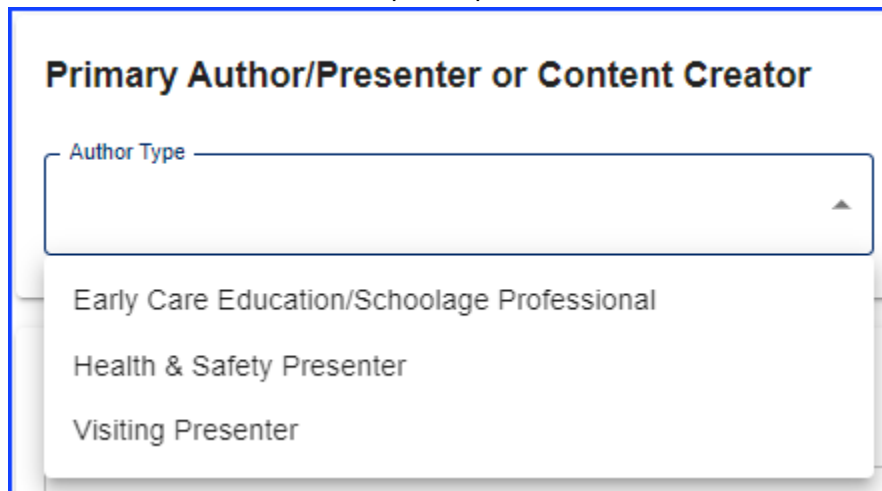 Primary Author/Presenter or Content Creator
Author Type
Early Care Education/Schoolage Professional
Health & Safety Presenter
Visiting Presenter